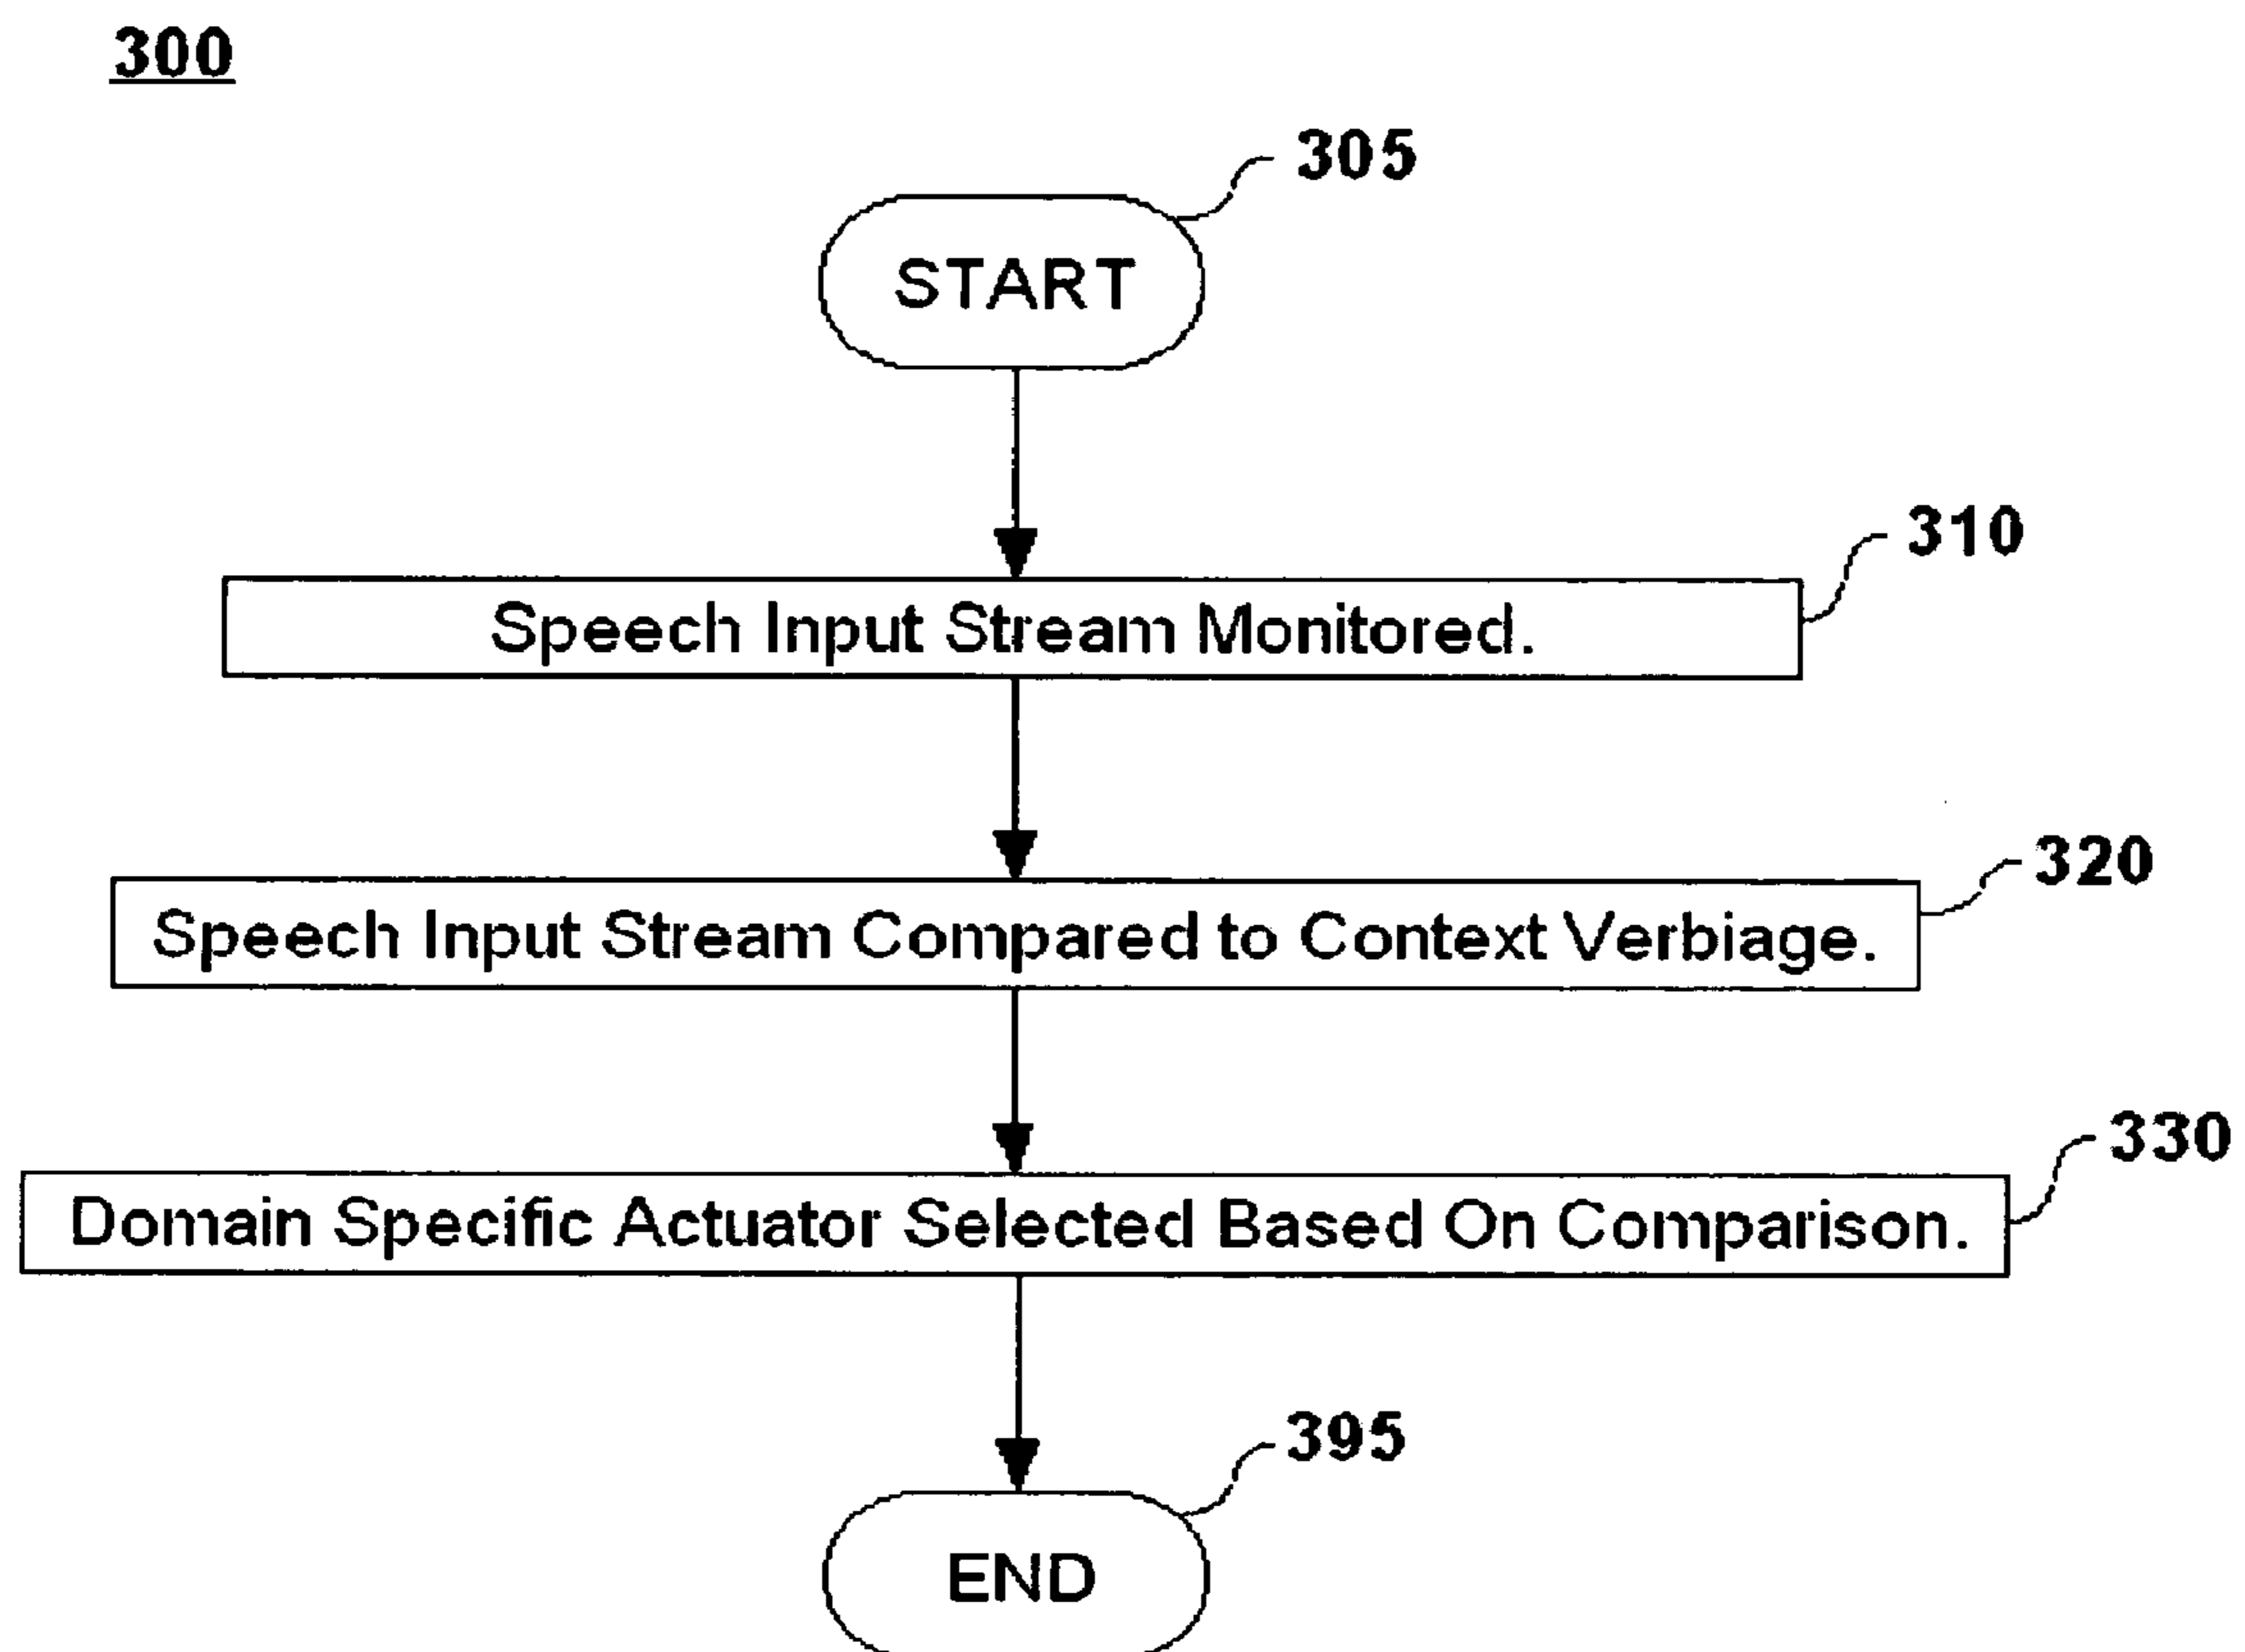 300
305
START
310
Speech Input Stream Monitored.
320
Speech Input Stream Compared to Context Verbiage.
330
Domain Specific Actuator Selected Based On Comparison.
395
END